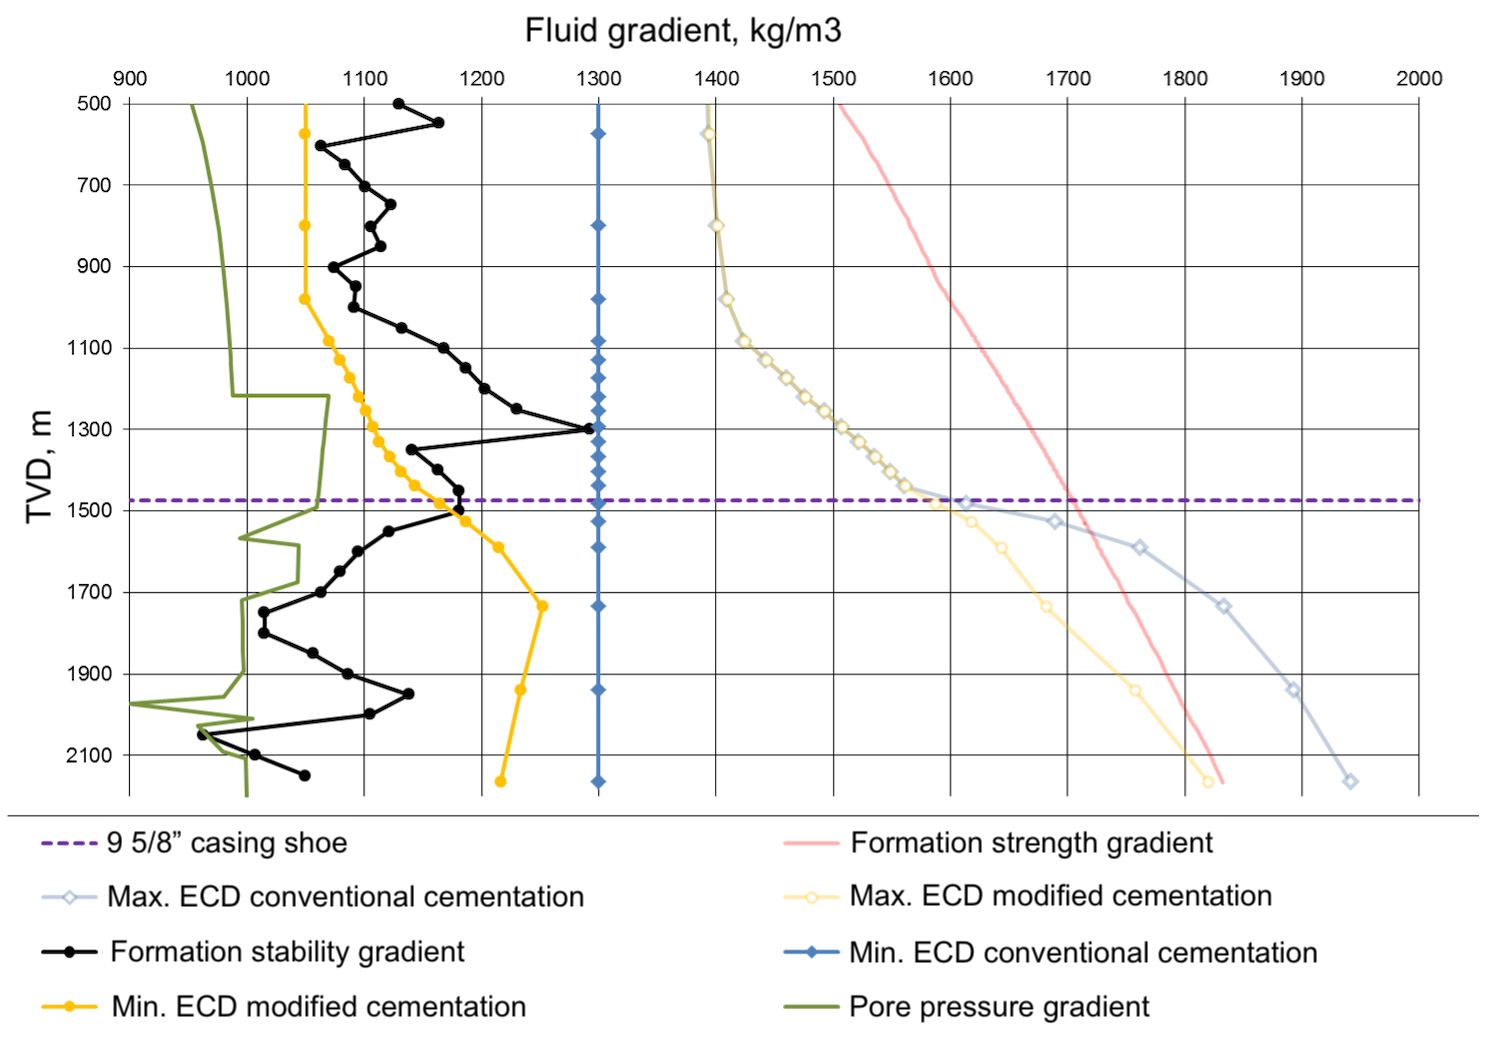 Fluid gradient, kg/m3
900 1000 1100 1200 1300 1400 1500 1600 1700 1800 1900 2000
500
700
900
1100
1300
1500
1700
1900
2100
TVD, m
9 5/8” casing shoe
Formation strength gradient
Max. ECD conventional cementation
Max. ECD modified cementation
Formation stability gradient
Min. ECD conventional cementation
Min. ECD modified cementation
Pore pressure gradient